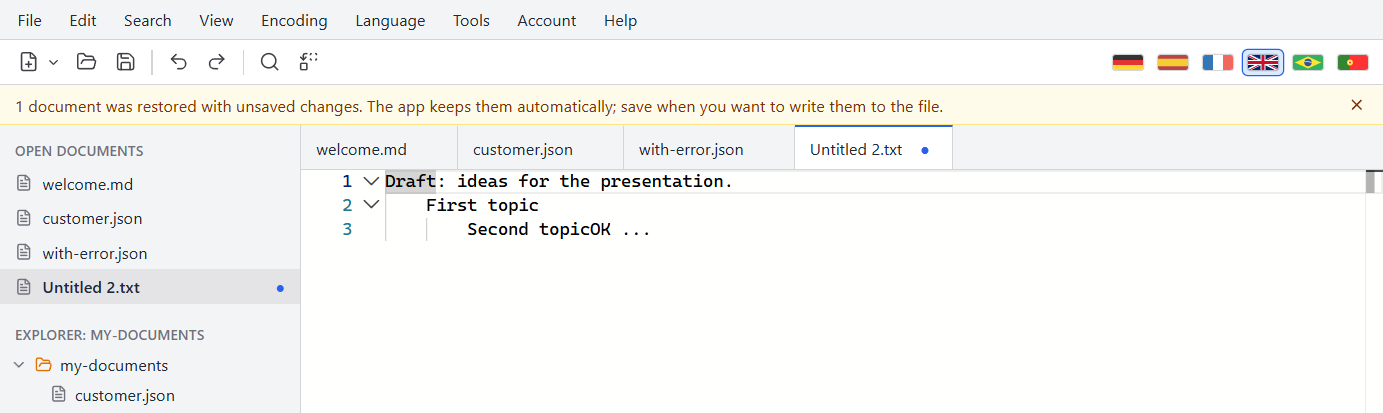 File Edit Search View Encoding Language Tools Account Help
1 document was restored with unsaved changes. The app keeps them automatically; save when you want to write them to the file.
OPEN DOCUMENTS
welcome.md
customer.json
with-error.json
Untitled 2.txt
EXPLORER: MY-DOCUMENTS
my-documents
customer.json
welcome.md customer.json with-error.json Untitled 2.txt
1 Draft: ideas for the presentation.
2 First topic
3 Second topicOK ...